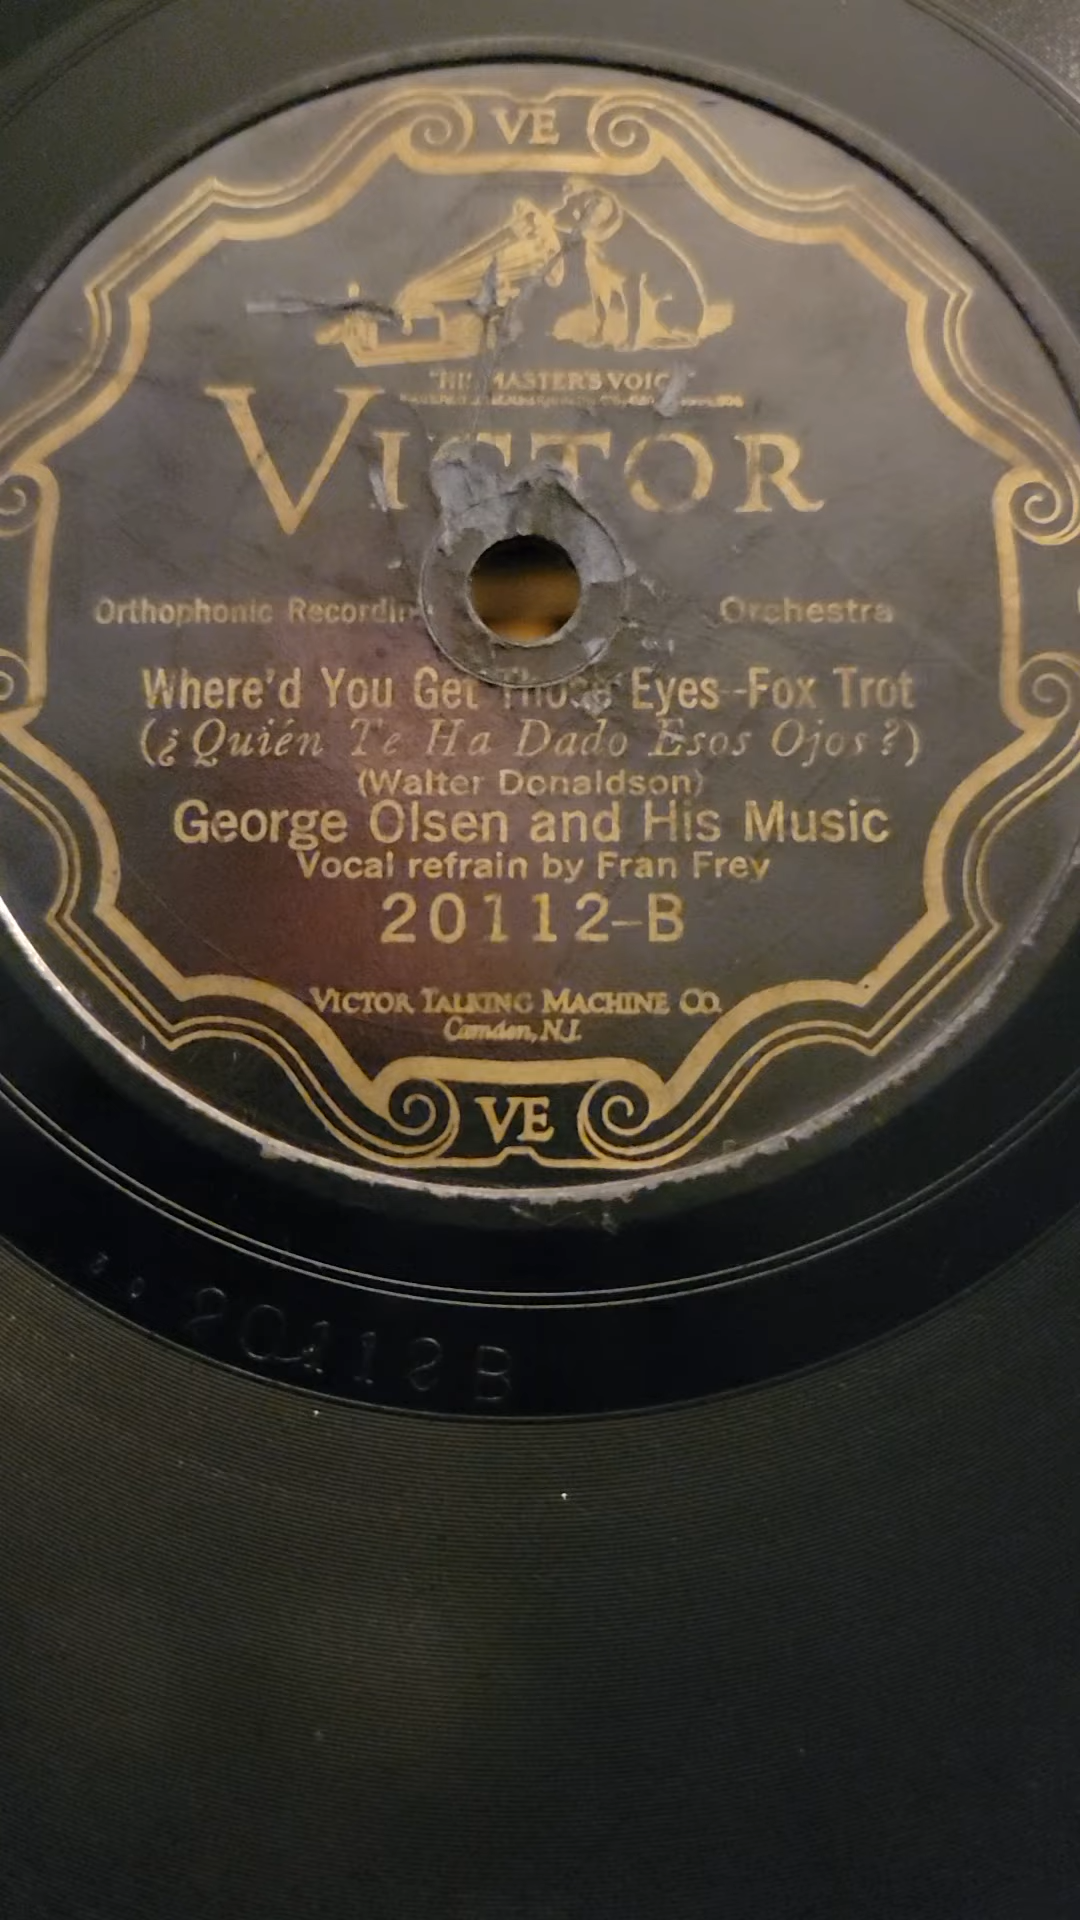 VE
"HIS MASTER'S VOICE"
VICTOR
Orthophonic Recording Orchestra
Where'd You Get Those Eyes--Fox Trot
(¿Quién Te Ha Dado Esos Ojos?)
(Walter Donaldson)
George Olsen and His Music
Vocal refrain by Fran Frey
20112-B
VICTOR TALKING MACHINE CO.
Camden, N.J.
VE
20112B